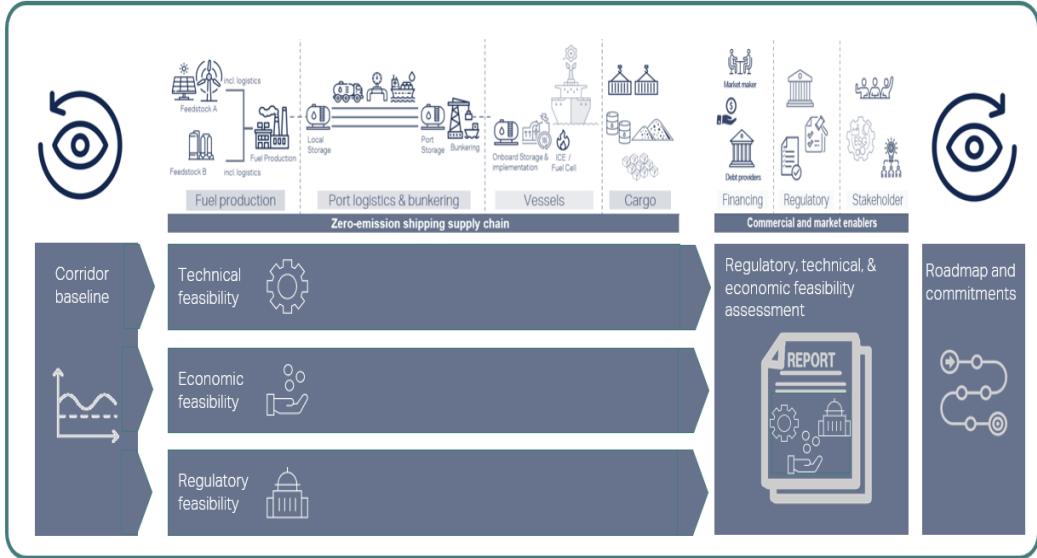 Feedstock A
incl. logistics
Fuel Production
Feedstock B
incl. logistics
Local
Storage
Port
Storage
Bunkering
Onboard Storage &
implementation
ICE /
Fuel Cell
Market maker
Debt providers
Fuel production
Port logistics & bunkering
Vessels
Cargo
Financing
Regulatory
Stakeholder
Zero-emission shipping supply chain
Commercial and market enablers
Corridor
baseline
Technical
feasibility
Economic
feasibility
Regulatory
feasibility
Regulatory, technical, &
economic feasibility
assessment
REPORT
Roadmap and
commitments